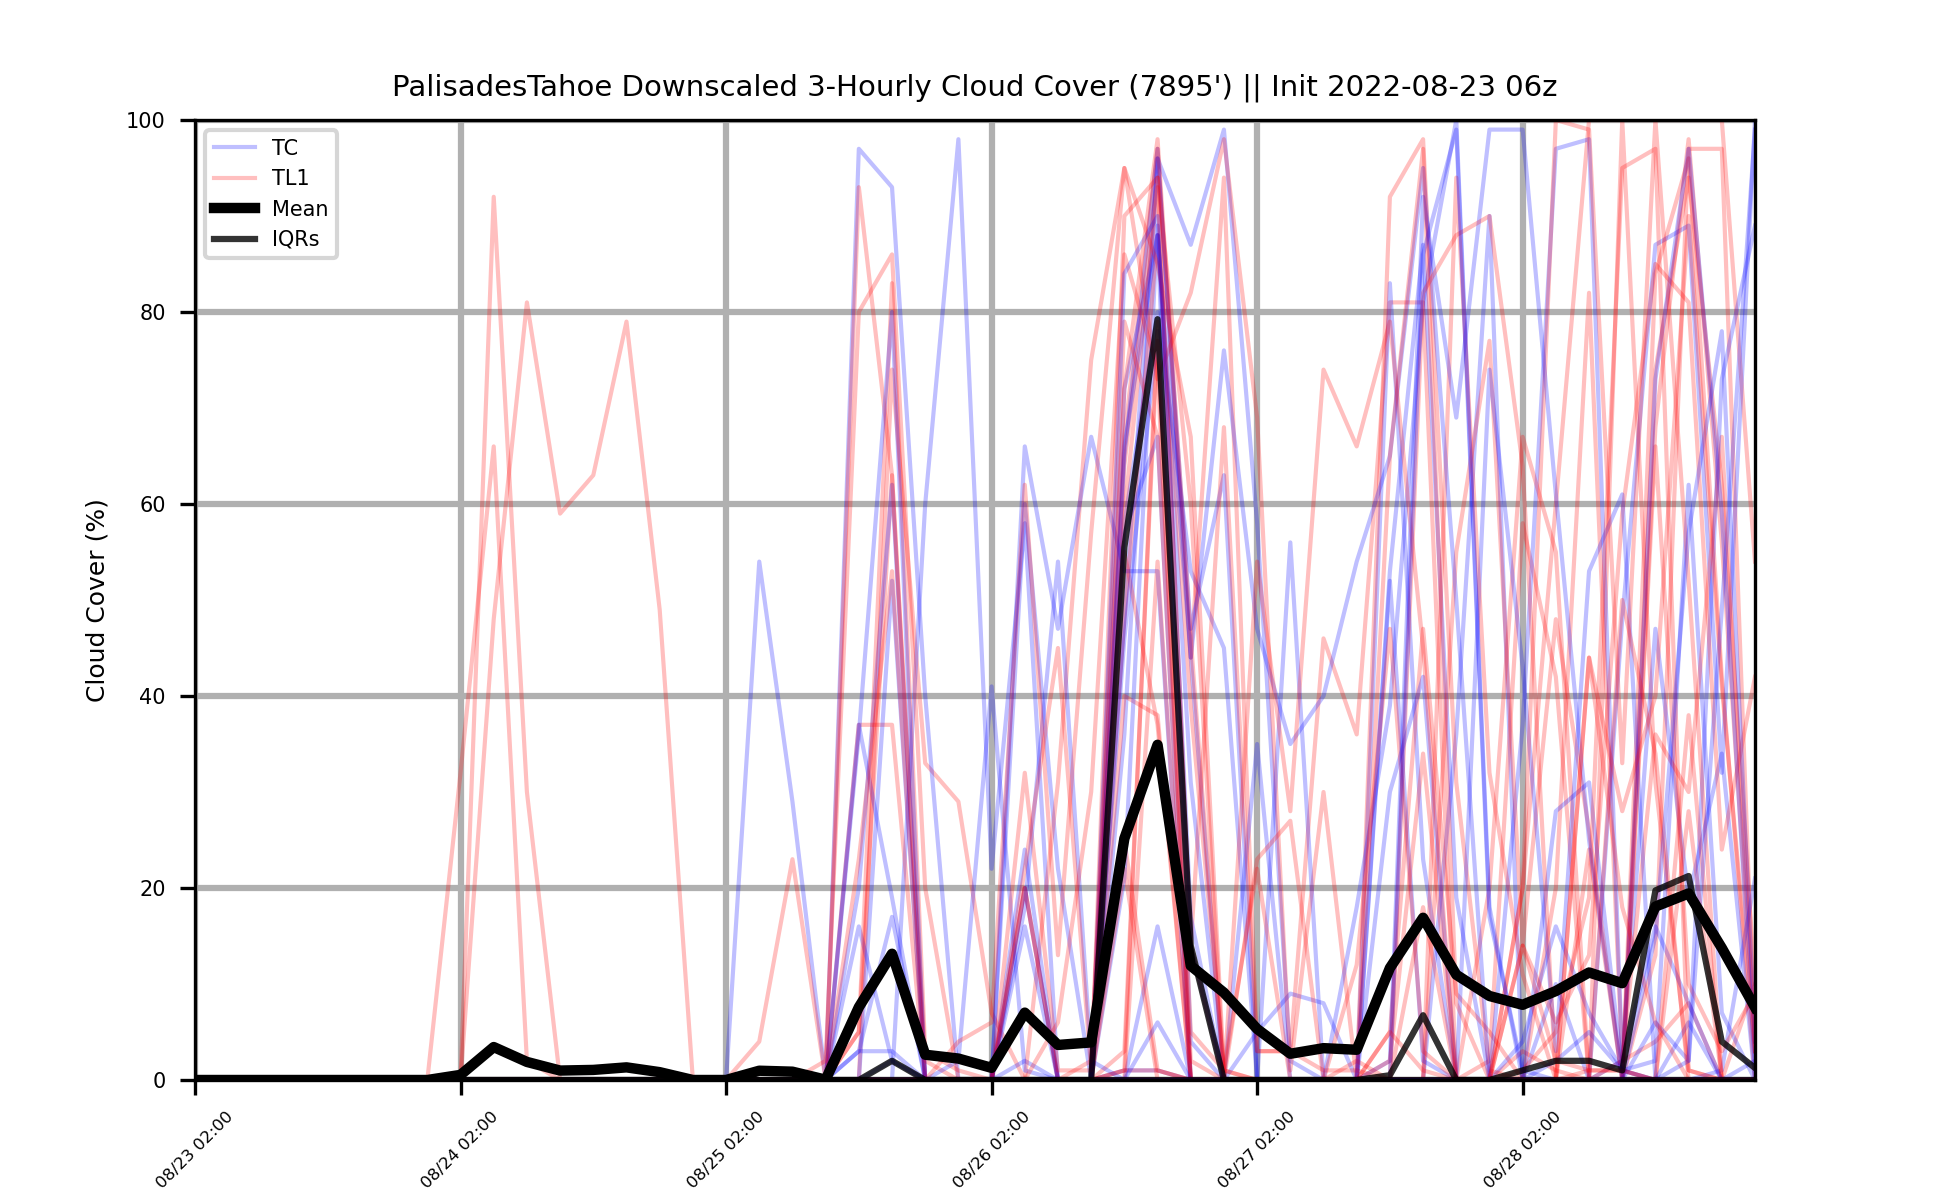 PalisadesTahoe Downscaled 3-Hourly Cloud Cover (7895') || Init 2022-08-23 06z
TC
TL1
Mean
IQRs
Cloud Cover (%)
100
80
60
40
20
0
08/23 02:00
08/24 02:00
08/25 02:00
08/26 02:00
08/27 02:00
08/28 02:00